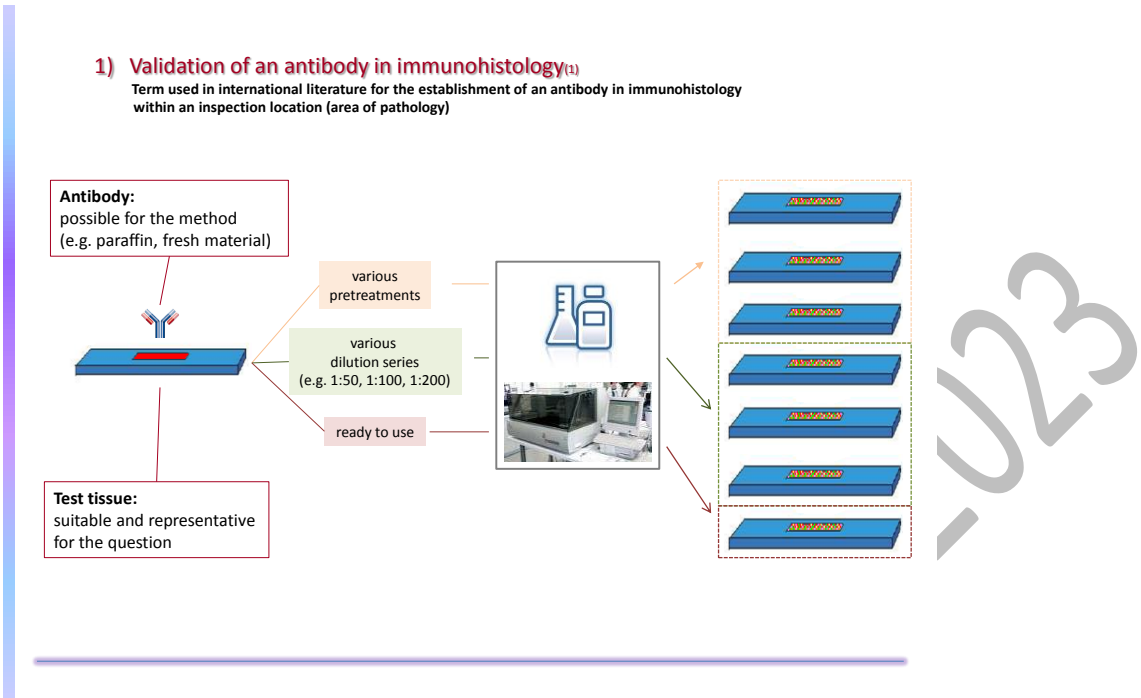 1) Validation of an antibody in immunohistology(1)
Term used in international literature for the establishment of an antibody in immunohistology
within an inspection location (area of pathology)
Antibody:
possible for the method
(e.g. paraffin, fresh material)
various
pretreatments
various
dilution series
(e.g. 1:50, 1:100, 1:200)
ready to use
Test tissue:
suitable and representative
for the question
023